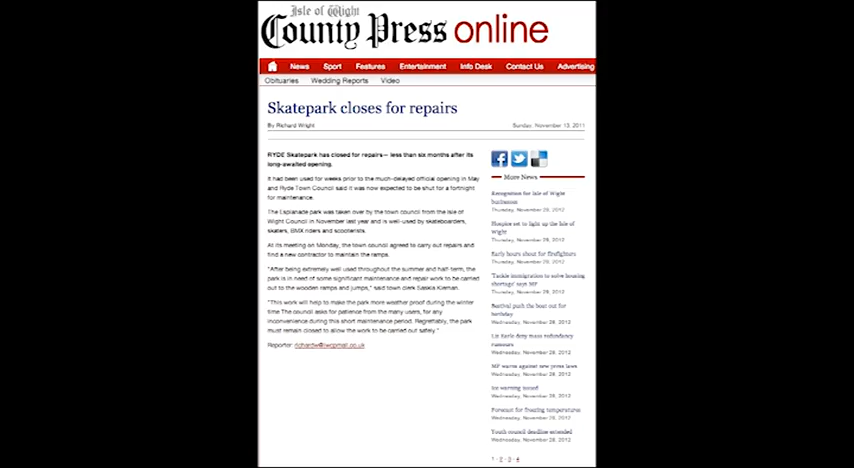 Isle of Wight
County Press online
News Sport Features Entertainment Info Desk Contact Us Advertising
Obituaries Wedding Reports Video
Skatepark closes for repairs
By Richard Wright
Sunday, November 13, 2011
RYDE Skatepark has closed for repairs— less than six months after its
long-awaited opening.
It had been used for weeks prior to the much-delayed official opening in May
and Ryde Town Council said it was now expected to be shut for a fortnight
for maintenance.
The Esplanade park was taken over by the town council from the Isle of
Wight Council in November last year and is well-used by skateboarders,
skaters, BMX riders and scooterists.
At its meeting on Monday, the town council agreed to carry out repairs and
find a new contractor to maintain the ramps.
"After being extremely well used throughout the summer and half-term, the
park is in need of some significant maintenance and repair work to be carried
out to the wooden ramps and jumps," said town clerk Saskia Kiernan.
"This work will help to make the park more weather proof during the winter
time The council asks for patience from the many users, for any
inconvenience during this short maintenance period. Regrettably, the park
must remain closed to allow the work to be carried out safely."
Reporter: richardw@iwcpmail.co.uk
More News
Recognition for Isle of Wight
businesses
Thursday, November 29, 2012
Hospice set to light up the Isle of
Wight
Thursday, November 29, 2012
Early hours shout for firefighters
Thursday, November 29, 2012
'Tackle immigration to solve housing
shortage' says MP
Thursday, November 29, 2012
Festival push the boat out for
birthday
Wednesday, November 28, 2012
Liz Earle deny mass redundancy
rumours
Wednesday, November 28, 2012
MP warns against new press laws
Wednesday, November 28, 2012
Ice warning issued
Wednesday, November 28, 2012
Forecast for freezing temperatures
Wednesday, November 28, 2012
Youth council deadline extended
Wednesday, November 28, 2012
1 - 2 - 3 - 4